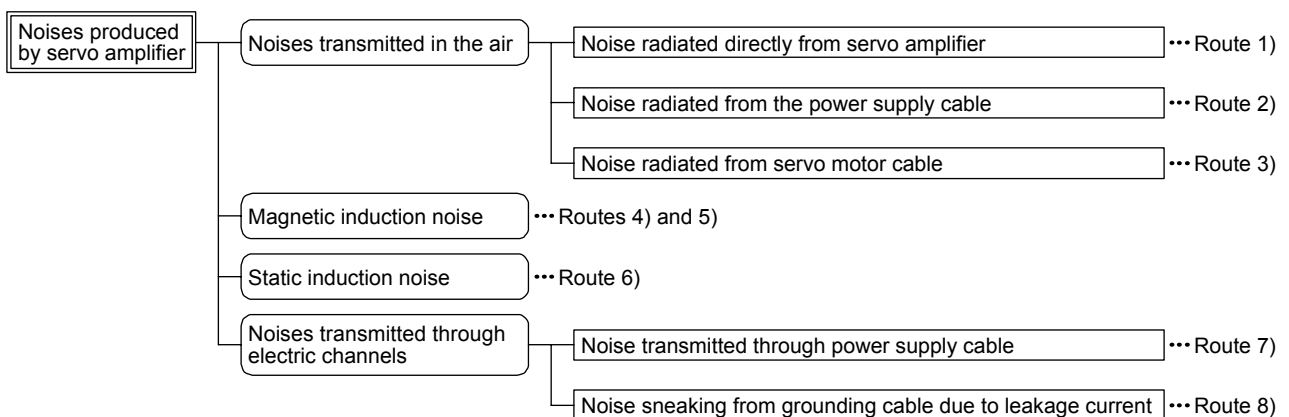 Noises produced
by servo amplifier
Noises transmitted in the air
Noise radiated directly from servo amplifier
••• Route 1)
Noise radiated from the power supply cable
••• Route 2)
Noise radiated from servo motor cable
••• Route 3)
Magnetic induction noise
••• Routes 4) and 5)
Static induction noise
••• Route 6)
Noises transmitted through
electric channels
Noise transmitted through power supply cable
••• Route 7)
Noise sneaking from grounding cable due to leakage current
••• Route 8)